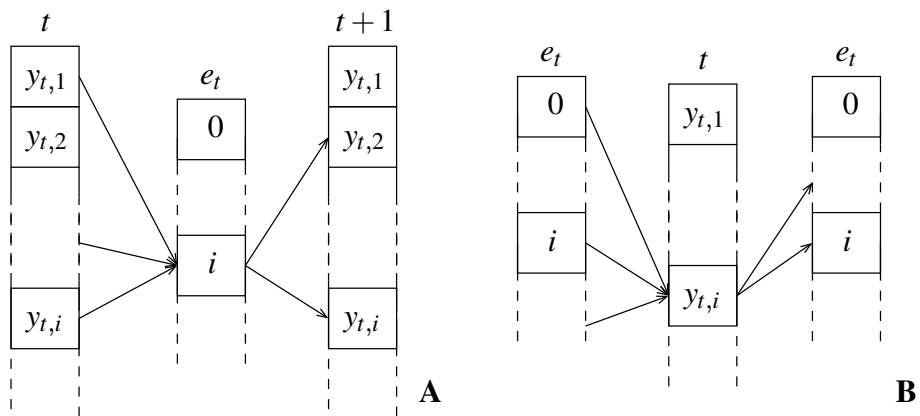 t
y_{t,1}
y_{t,2}
y_{t,i}
e_t
0
i
t + 1
y_{t,1}
y_{t,2}
y_{t,i}
A
e_t
0
i
t
y_{t,1}
y_{t,i}
e_t
0
i
B